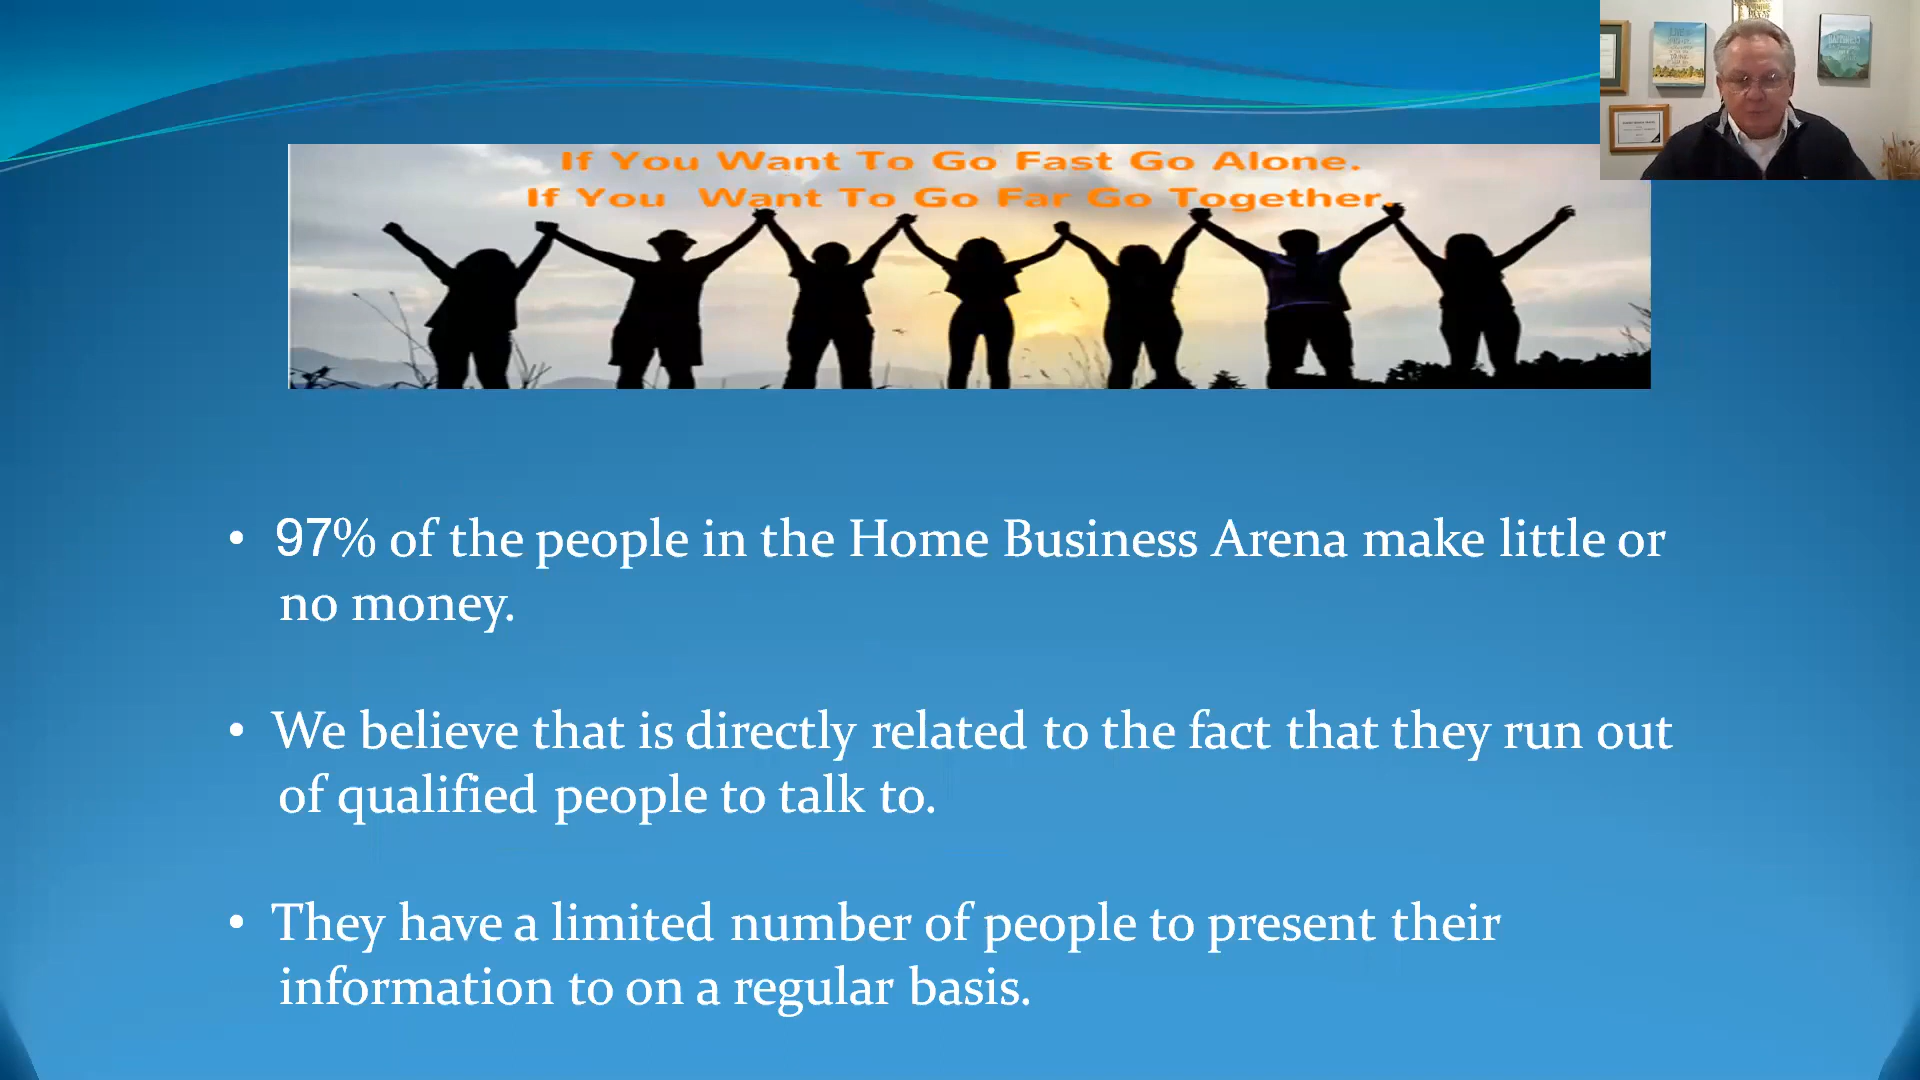 If You Want To Go Fast Go Alone.
If You Want To Go Far Go Together.
• 97% of the people in the Home Business Arena make little or
no money.
• We believe that is directly related to the fact that they run out
of qualified people to talk to.
• They have a limited number of people to present their
information to on a regular basis.